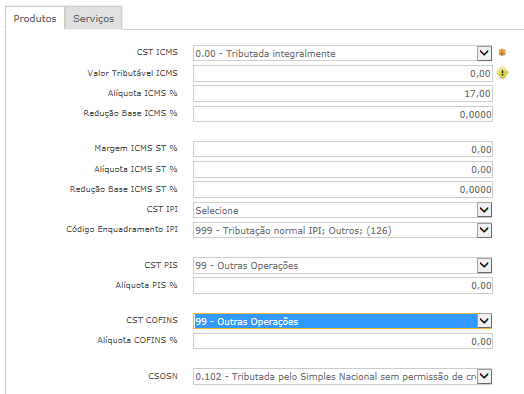 Produtos Serviços
CST ICMS 0.00 - Tributada integralmente
Valor Tributável ICMS 0,00
Alíquota ICMS % 17,00
Redução Base ICMS % 0,0000
Margem ICMS ST % 0,00
Alíquota ICMS ST % 0,00
Redução Base ICMS ST % 0,0000
CST IPI Selecione
Código Enquadramento IPI 999 - Tributação normal IPI; Outros; (126)
CST PIS 99 - Outras Operações
Alíquota PIS % 0,00
CST COFINS 99 - Outras Operações
Alíquota COFINS % 0,00
CSOSN 0.102 - Tributada pelo Simples Nacional sem permissão de cre